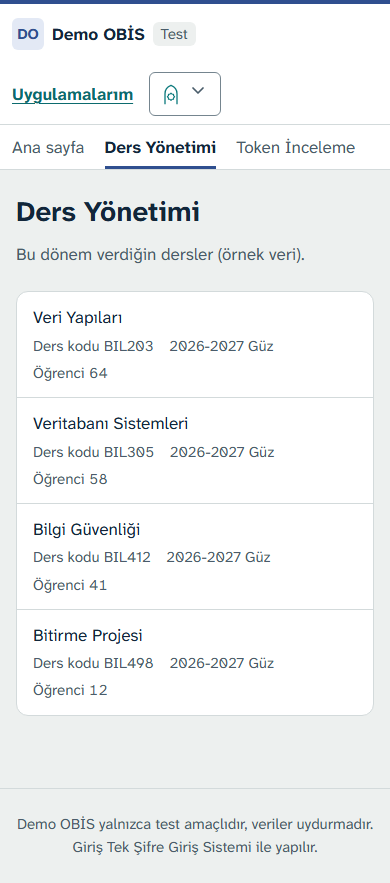 DO Demo OBİS Test
Uygulamalarım
Ana sayfa Ders Yönetimi Token İnceleme
Ders Yönetimi
Bu dönem verdiğin dersler (örnek veri).
Veri Yapıları
Ders kodu BIL203 2026-2027 Güz
Öğrenci 64
Veritabanı Sistemleri
Ders kodu BIL305 2026-2027 Güz
Öğrenci 58
Bilgi Güvenliği
Ders kodu BIL412 2026-2027 Güz
Öğrenci 41
Bitirme Projesi
Ders kodu BIL498 2026-2027 Güz
Öğrenci 12
Demo OBİS yalnızca test amaçlıdır, veriler uydurmadır.
Giriş Tek Şifre Giriş Sistemi ile yapılır.